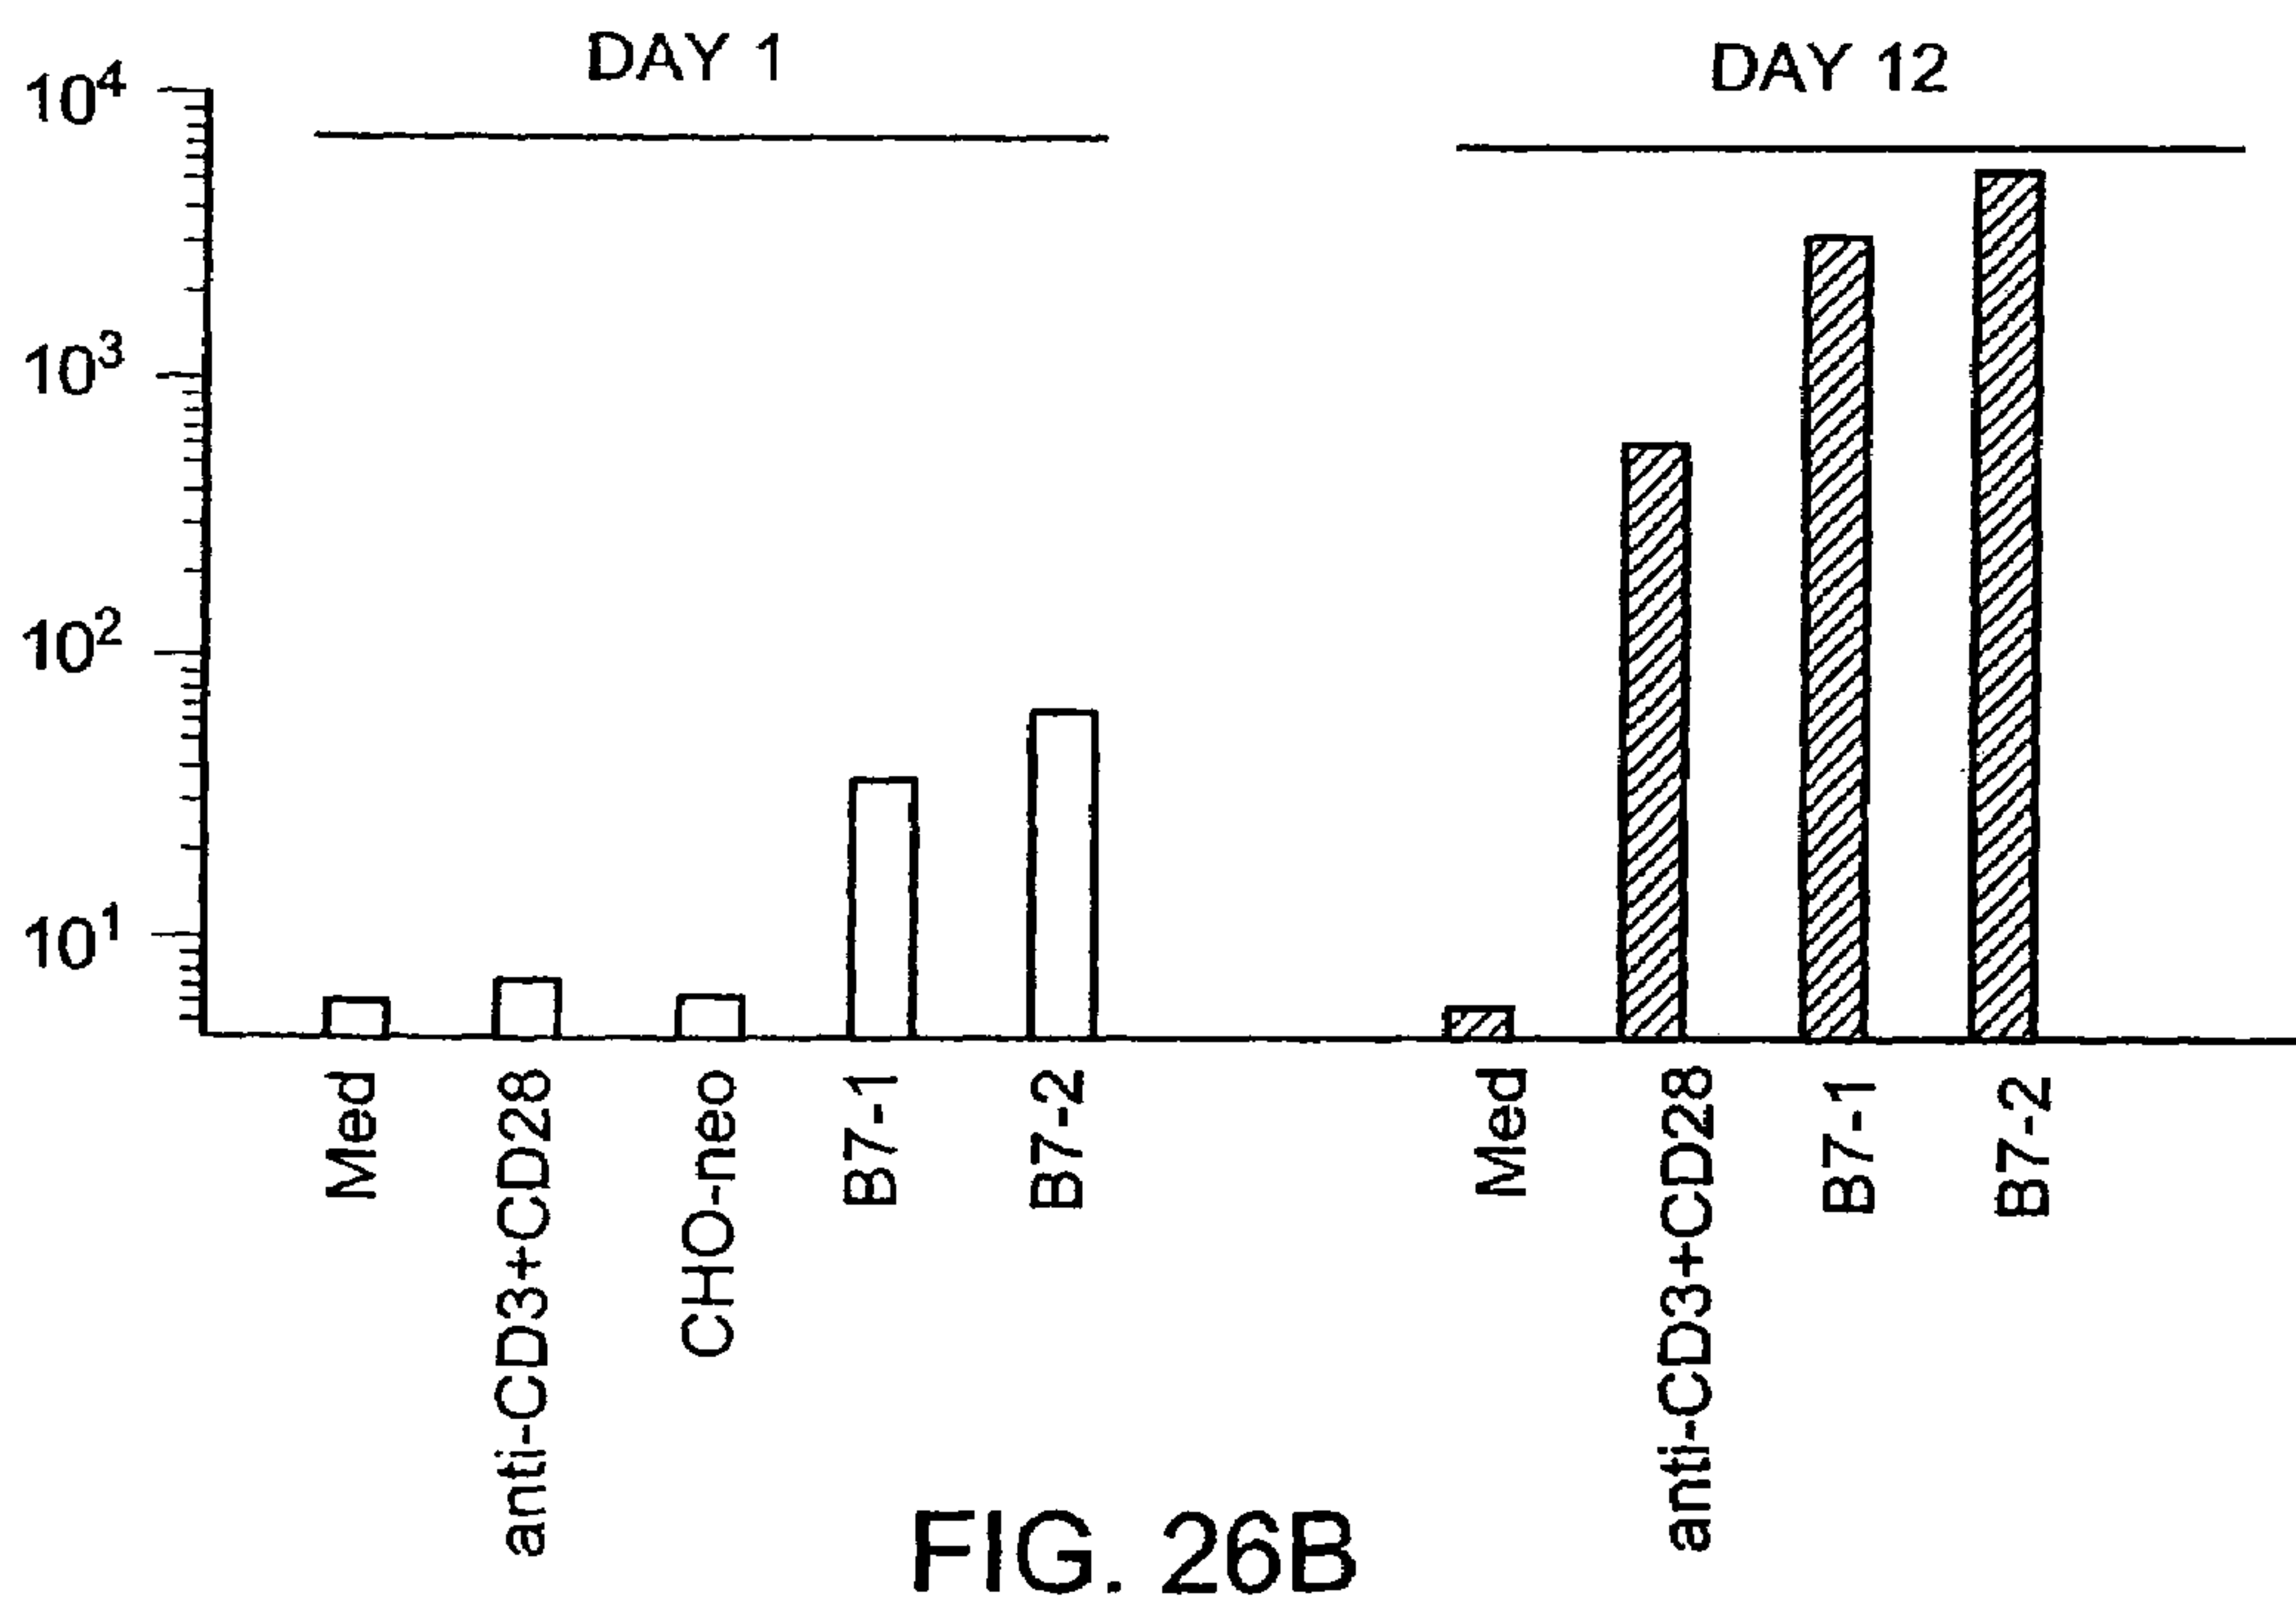 DAY 1
DAY 12
10⁴
10³
10²
10¹
Med
anti-CD3+CD28
CHO-neo
B7-1
B7-2
Med
anti-CD3+CD28
B7-1
B7-2
FIG. 26B